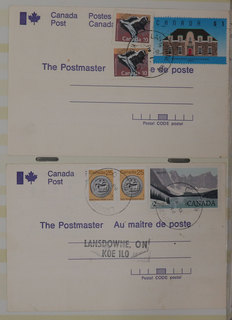 Canada Postes
Post Canada
CANADA $1
The Postmaster e de poste
Postal CODE postal
Canada
Post
CANADA
The Postmaster Au maître de poste
LANSDOWNE, ON
K0E 1L0
Postal CODE postal